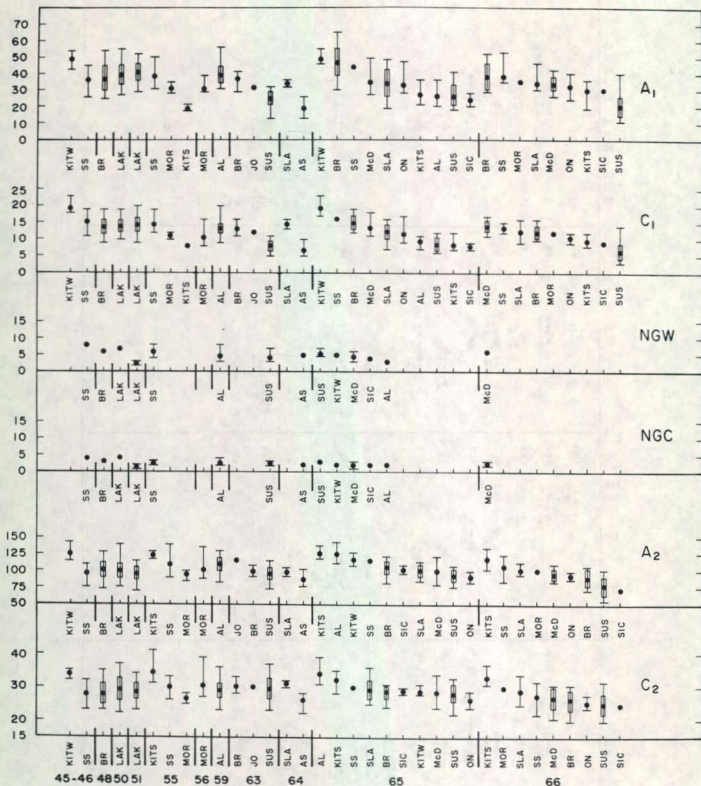 70
60
50
40
30
20
10
0
A1
KITW SS BR LAK LAK SS MOR KITS MOR AL BR JO SUS SLA AS KITW BR SS McD SLA ON KITS AL SUS SIC BR SS MOR SLA McD ON KITS SIC SUS
25
20
15
10
5
0
C1
KITW SS BR LAK LAK SS MOR KITS MOR AL BR JO SUS SLA AS KITW SS BR McD SLA ON AL SUS KITS SIC McD SS SLA BR MOR ON KITS SIC SUS
15
10
5
0
NGW
SS BR LAK LAK SS AL SUS AS SUS KITW McD SIC AL McD
15
10
5
0
NGC
SS BR LAK LAK SS AL SUS AS SUS KITW McD SIC AL McD
150
125
100
75
50
A2
KITW SS BR LAK LAK KITS SS MOR MOR AL JO BR SUS SLA AS KITS AL KITW SS BR SIC SLA McD SUS ON KITS SS SLA MOR McD ON BR SUS SIC
40
30
25
15
C2
KITW SS BR LAK LAK KITS SS MOR MOR AL BR JO SUS SLA AS AL KITS SS SLA BR SIC KITW McD SUS ON KITS MOR SLA SS McD BR ON SUS SIC
45-46 48 50 51 55 56 59 63 64 65 66